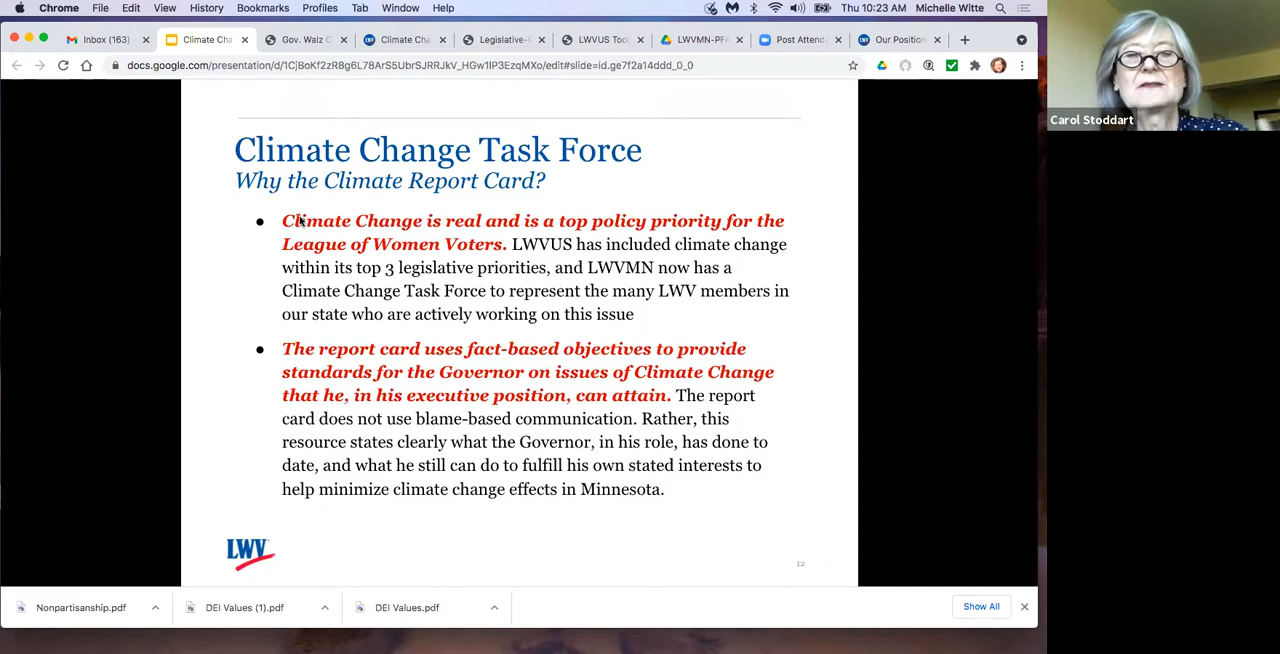 Chrome File Edit View History Bookmarks Profiles Tab Window Help Thu 10:23 AM Michelle Witte
Inbox (163) Climate Cha Gov. Walz C Climate Cha Legislative-C LWVUS Too LWVMN-PFA Post Attend Our Position
docs.google.com/presentation/d/1CjBoKf2zR8g6L78ArS5UbrSJRJkV_HGw1IP3EzqMXo/edit#slide=id.ge7f2a14ddd_0_0
Carol Stoddart
Climate Change Task Force
Why the Climate Report Card?
● Climate Change is real and is a top policy priority for the
League of Women Voters. LWVUS has included climate change
within its top 3 legislative priorities, and LWVMN now has a
Climate Change Task Force to represent the many LWV members in
our state who are actively working on this issue
● The report card uses fact-based objectives to provide
standards for the Governor on issues of Climate Change
that he, in his executive position, can attain. The report
card does not use blame-based communication. Rather, this
resource states clearly what the Governor, in his role, has done to
date, and what he still can do to fulfill his own stated interests to
help minimize climate change effects in Minnesota.
LWV
12
Nonpartisanship.pdf DEI Values (1).pdf DEI Values.pdf Show All